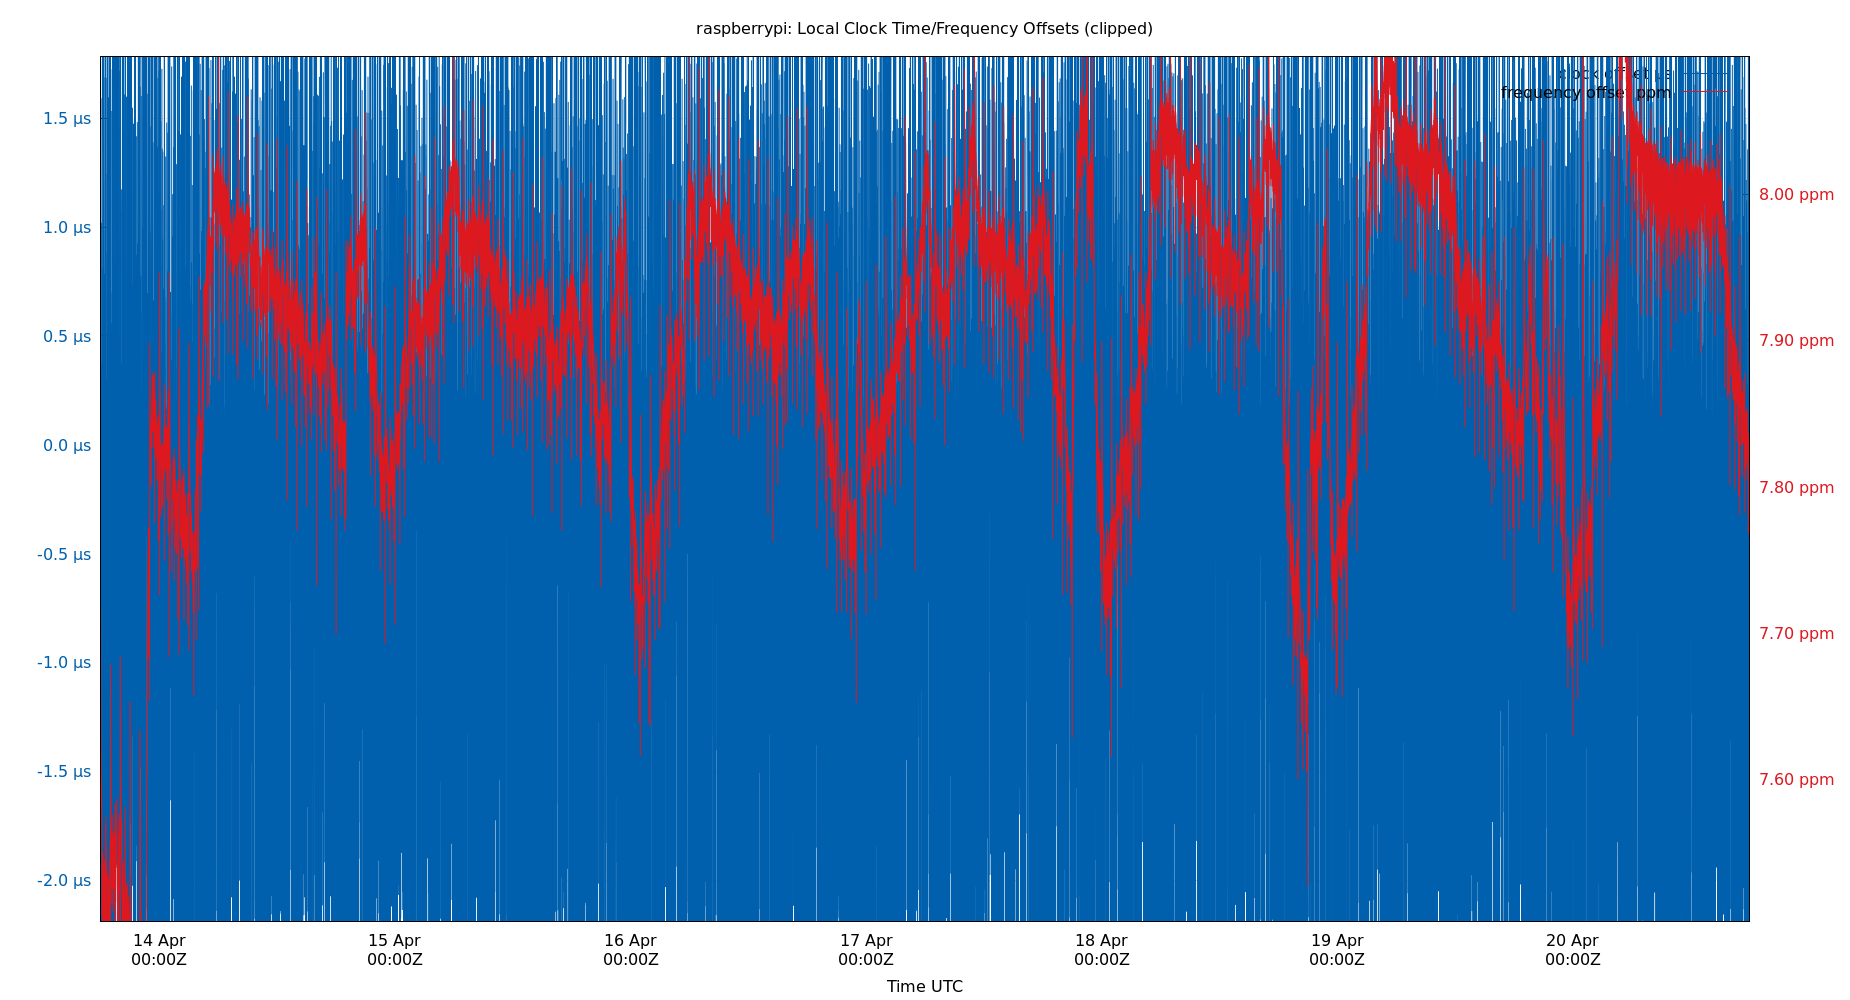 raspberrypi: Local Clock Time/Frequency Offsets (clipped)
clock offset µs
frequency offset ppm
1.5 µs
1.0 µs
0.5 µs
0.0 µs
-0.5 µs
-1.0 µs
-1.5 µs
-2.0 µs
8.00 ppm
7.90 ppm
7.80 ppm
7.70 ppm
7.60 ppm
14 Apr 15 Apr 16 Apr 17 Apr 18 Apr 19 Apr 20 Apr
00:00Z 00:00Z 00:00Z 00:00Z 00:00Z 00:00Z 00:00Z
Time UTC